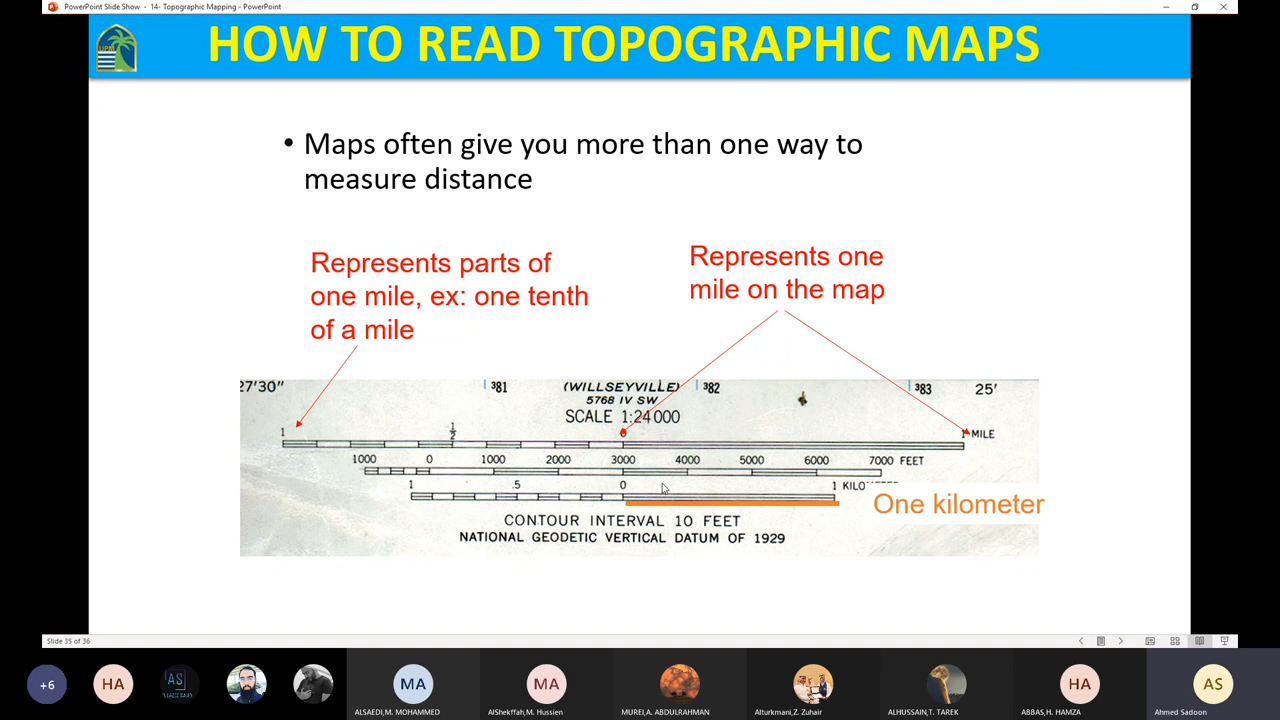 PowerPoint Slide Show - 14- Topographic Mapping - PowerPoint
HOW TO READ TOPOGRAPHIC MAPS
• Maps often give you more than one way to
measure distance
Represents parts of
one mile, ex: one tenth
of a mile
Represents one
mile on the map
27'30" ³81 (WILLSEYVILLE) ³82 ³83 25'
5768 IV SW
SCALE 1:24 000
1 ½ 0 1 MILE
1000 0 1000 2000 3000 4000 5000 6000 7000 FEET
1 .5 0 1
One kilometer
CONTOUR INTERVAL 10 FEET
NATIONAL GEODETIC VERTICAL DATUM OF 1929
Slide 35 of 36
+6 HA AS MA MA HA AS
ALSAEDI,M. MOHAMMED AlShekffah,M. Hussien MUREI,A. ABDULRAHMAN Alturkmani,Z. Zuhair ALHUSSAIN,T. TAREK ABBAS,H. HAMZA Ahmed Sadoon